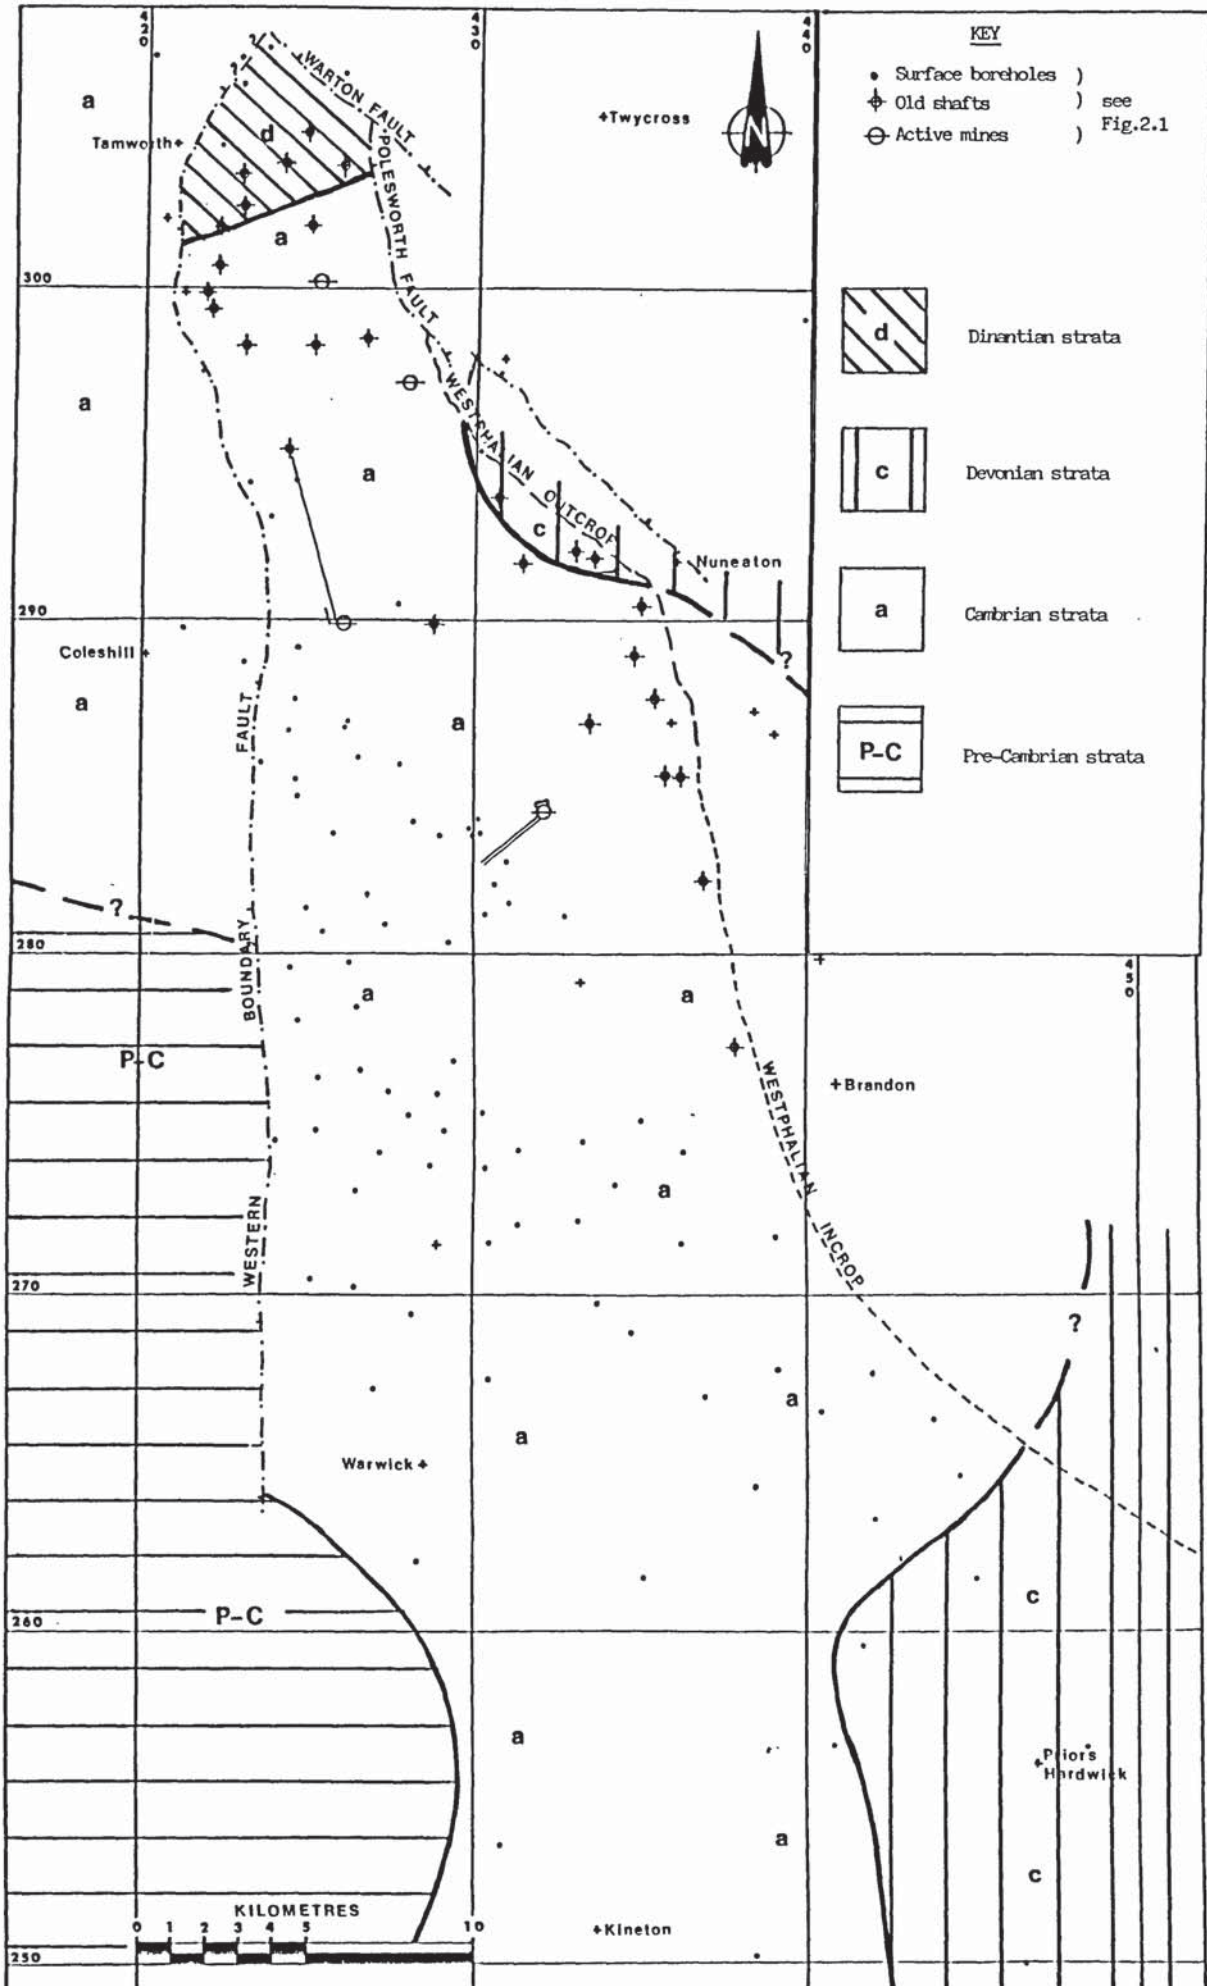 420
430
440
KEY
Surface boreholes )
Old shafts ) see
Fig.2.1
Active mines )
WARTON FAULT
a
Twycross
N
Tamworth
d
POLESWORTH FAULT
a
300
d
Dinantian strata
a
WESTPHALIAN OUTCROP
a
c
Devonian strata
c
Nuneaton
a
Cambrian strata
290
Coleshill
?
a
a
P-C
Pre-Cambrian strata
WESTERN BOUNDARY FAULT
?
280
450
a
a
P-C
Brandon
WESTPHALIAN INCROP
a
270
?
a
a
Warwick
c
P-C
260
a
Priors
Hardwick
a
c
KILOMETRES
0 1 2 3 4 5 10
Kineton
250